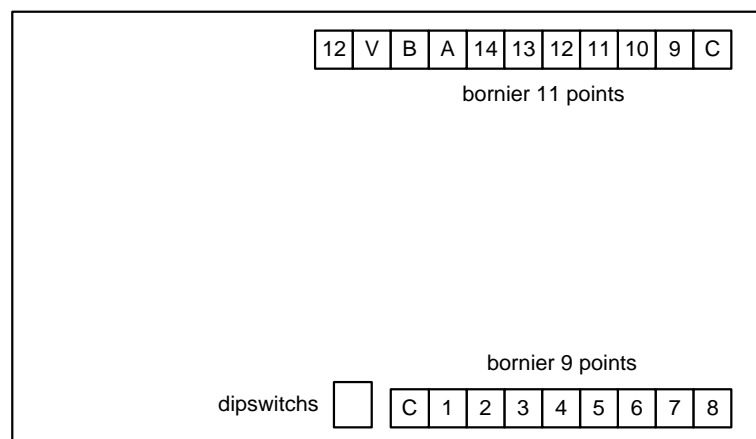 12 V B A 14 13 12 11 10 9 C
bornier 11 points
bornier 9 points
dipswitchs
C 1 2 3 4 5 6 7 8